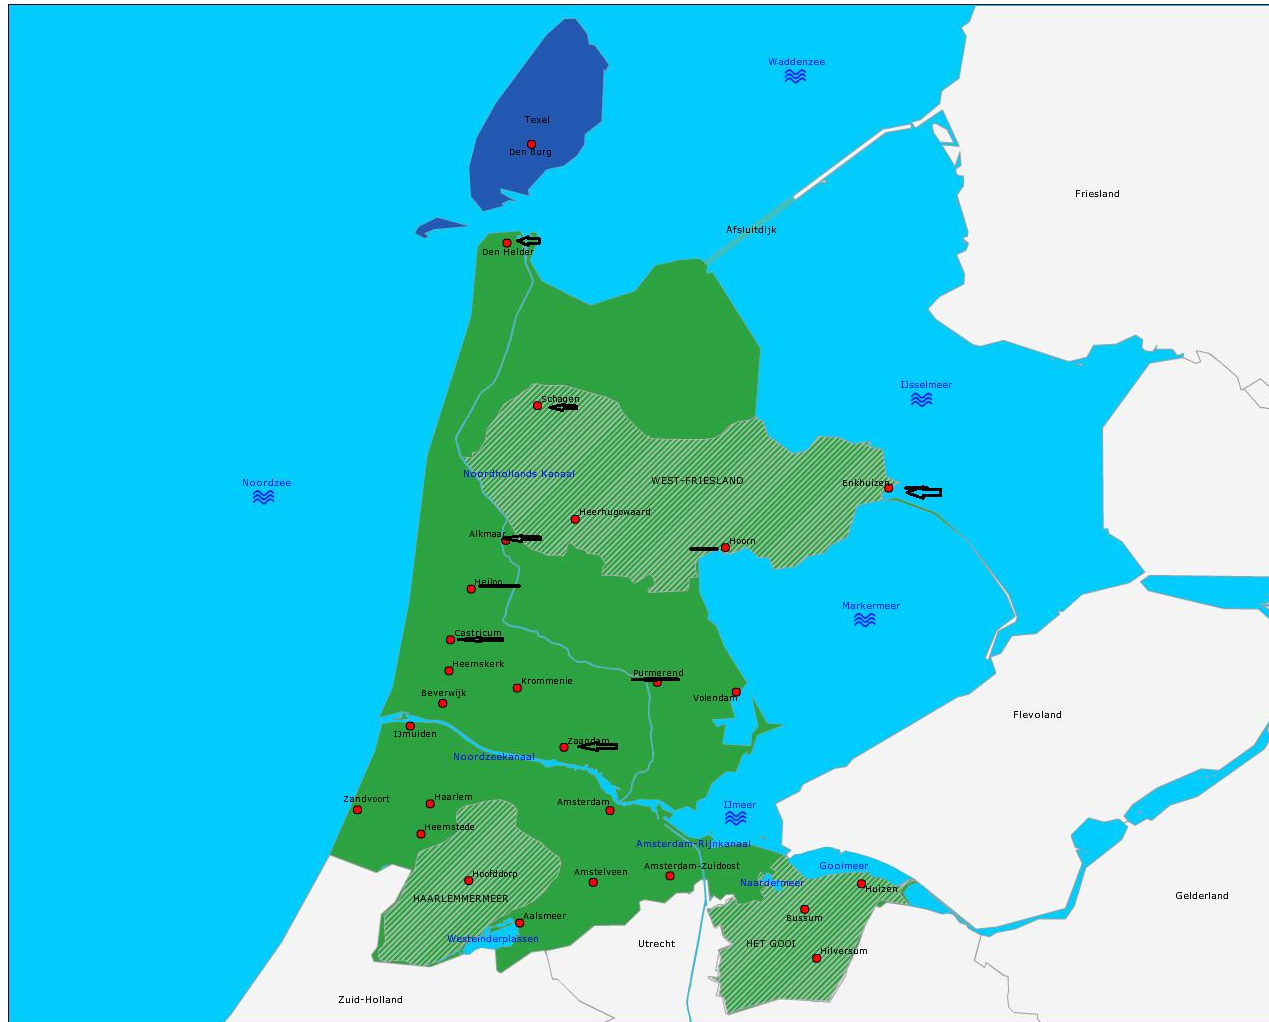 Waddenzee
Texel
Den Burg
Friesland
Afsluitdijk
Den Helder
IJsselmeer
Schagen
Noordhollands Kanaal
WEST-FRIESLAND
Enkhuizen
Noordzee
Heerhugowaard
Alkmaar
Hoorn
Heiloo
Markermeer
Castricum
Heemskerk
Purmerend
Krommenie
Beverwijk
Volendam
Flevoland
IJmuiden
Zaandam
Noordzeekanaal
Zandvoort
Haarlem
Amsterdam
IJmeer
Heemstede
Amsterdam-Rijnkanaal
Gooimeer
Amsterdam-Zuidoost
Hoofddorp
Amstelveen
Naardermeer
Huizen
Gelderland
HAARLEMMERMEER
Aalsmeer
Bussum
Westeinderplassen
Utrecht
HET GOOI
Hilversum
Zuid-Holland